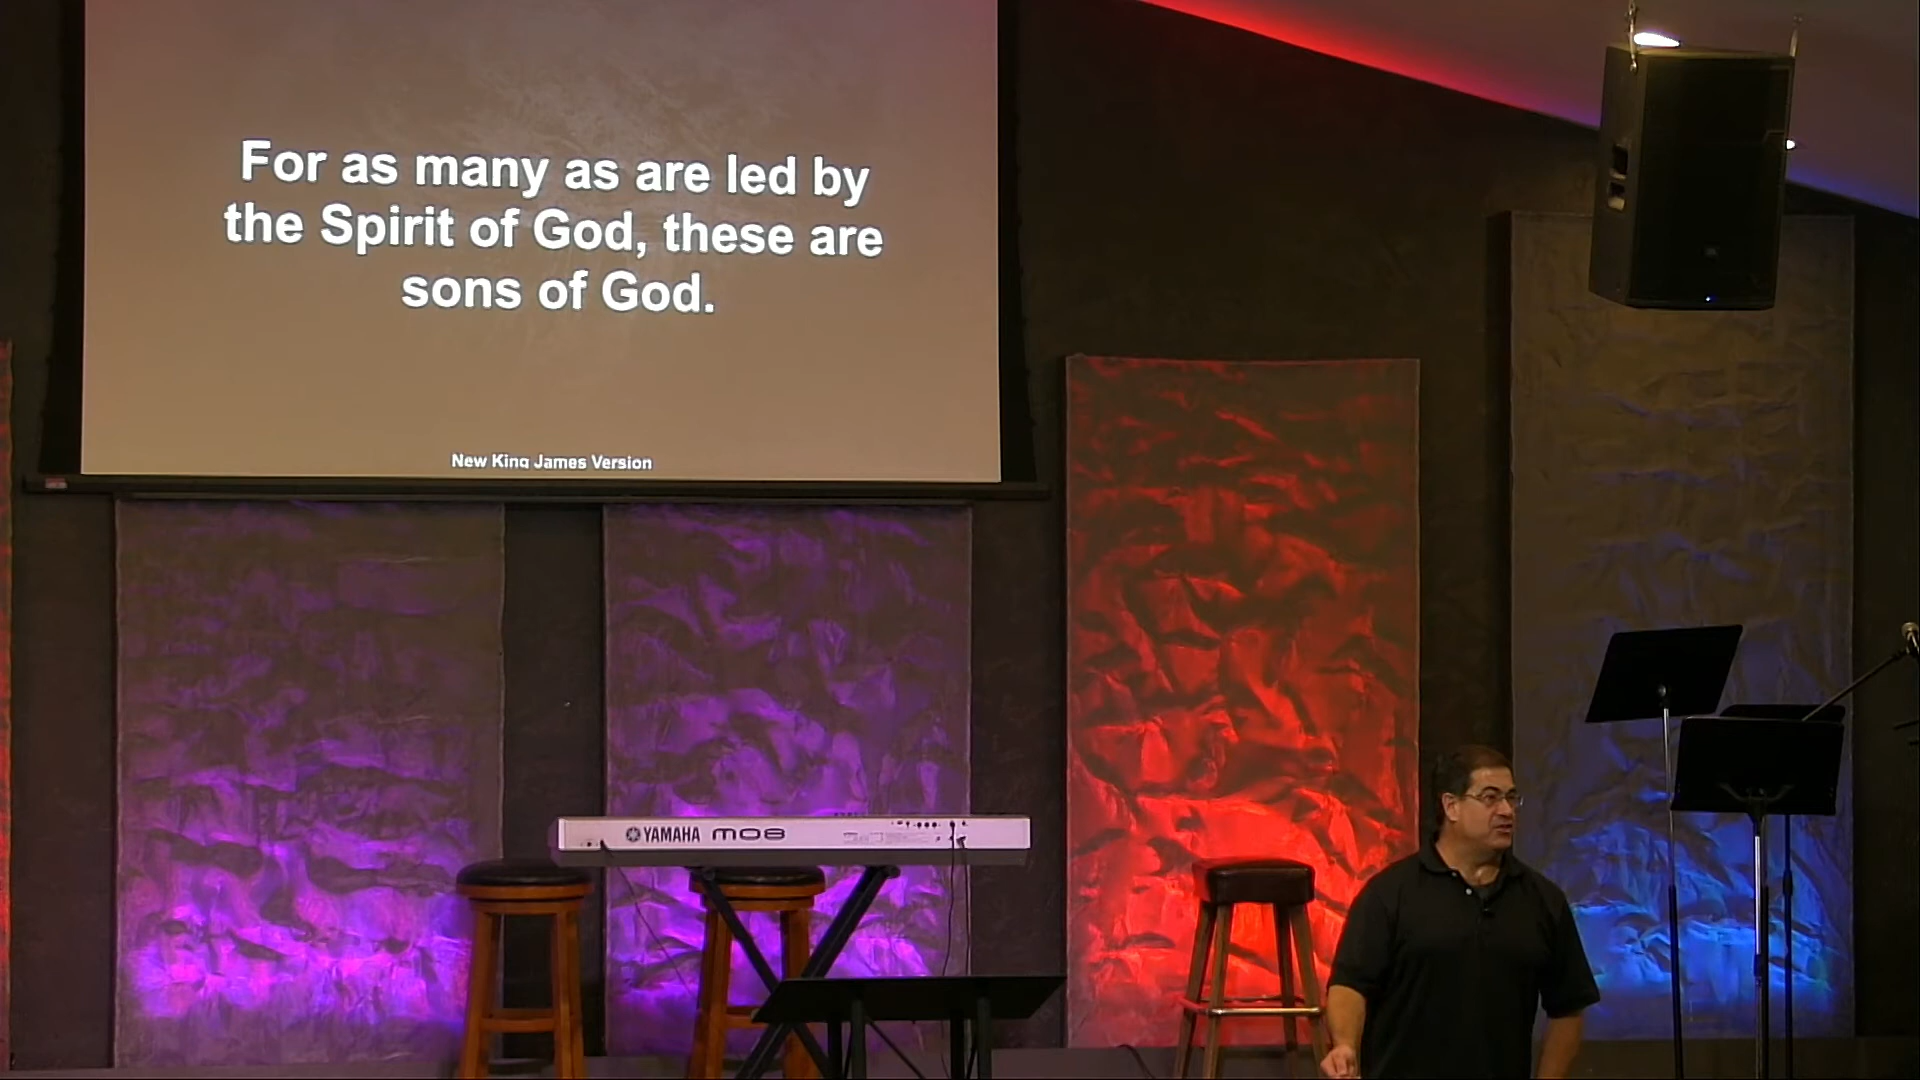 For as many as are led by
the Spirit of God, these are
sons of God.
New King James Version
YAMAHA MO8